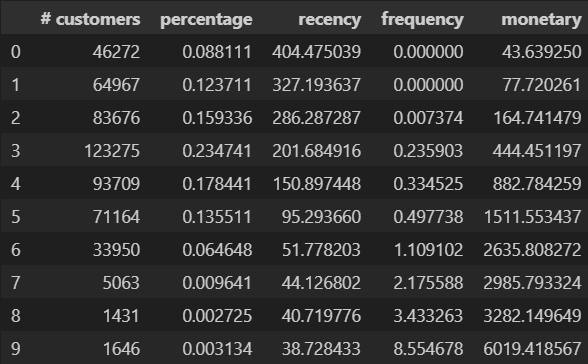 # customers percentage recency frequency monetary
0 46272 0.088111 404.475039 0.000000 43.639250
1 64967 0.123711 327.193637 0.000000 77.720261
2 83676 0.159336 286.287287 0.007374 164.741479
3 123275 0.234741 201.684916 0.235903 444.451197
4 93709 0.178441 150.897448 0.334525 882.784259
5 71164 0.135511 95.293660 0.497738 1511.553437
6 33950 0.064648 51.778203 1.109102 2635.808272
7 5063 0.009641 44.126802 2.175588 2985.793324
8 1431 0.002725 40.719776 3.433263 3282.149649
9 1646 0.003134 38.728433 8.554678 6019.418567